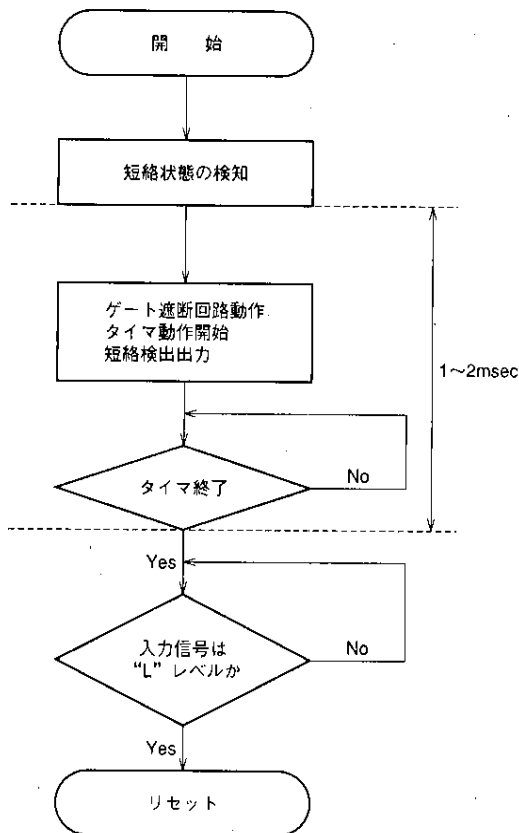 開 始
短絡状態の検知
ゲート遮断回路動作
タイマ動作開始
短絡検出出力
1〜2msec
タイマ終了
No
Yes
入力信号は
"L" レベルか
No
Yes
リセット